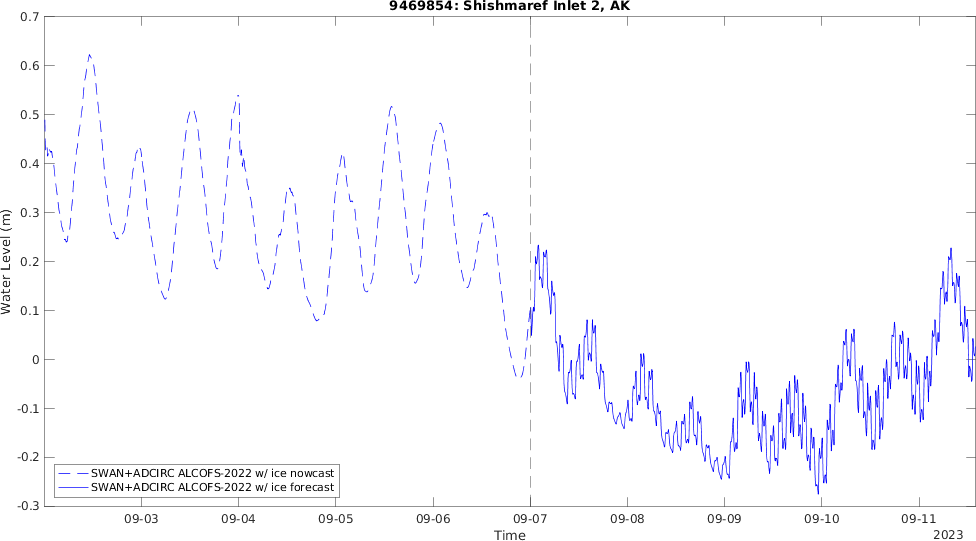 9469854: Shishmaref Inlet 2, AK
0.7
0.6
0.5
0.4
0.3
0.2
0.1
0
-0.1
-0.2
-0.3
Water Level (m)
SWAN+ADCIRC ALCOFS-2022 w/ ice nowcast
SWAN+ADCIRC ALCOFS-2022 w/ ice forecast
09-03 09-04 09-05 09-06 09-07 09-08 09-09 09-10 09-11
Time
2023